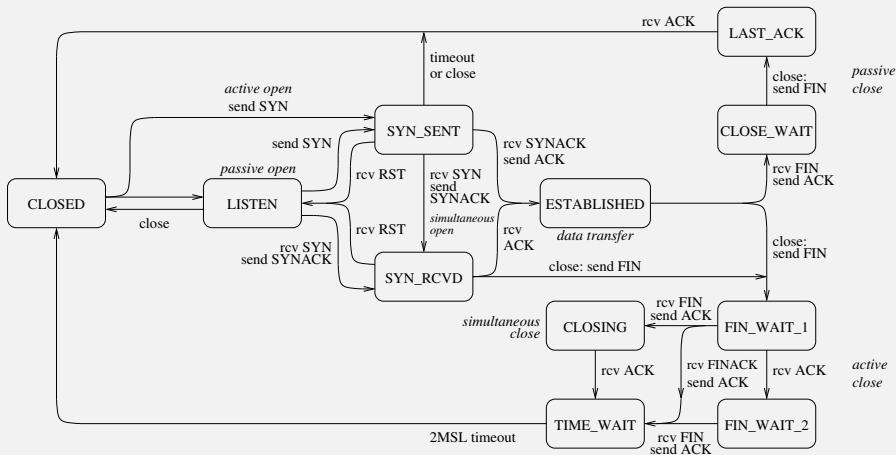 rcv ACK
LAST_ACK
timeout
or close
close:
send FIN
passive
close
active open
send SYN
SYN_SENT
CLOSE_WAIT
send SYN
rcv SYNACK
send ACK
passive open
rcv RST
rcv SYN
send
SYNACK
rcv FIN
send ACK
CLOSED
LISTEN
ESTABLISHED
close
rcv RST
simultaneous
open
rcv
ACK
data transfer
rcv SYN
send SYNACK
close:
send FIN
SYN_RCVD
close: send FIN
simultaneous
close
CLOSING
rcv FIN
send ACK
FIN_WAIT_1
rcv ACK
rcv FINACK
send ACK
rcv ACK
active
close
TIME_WAIT
FIN_WAIT_2
2MSL timeout
rcv FIN
send ACK